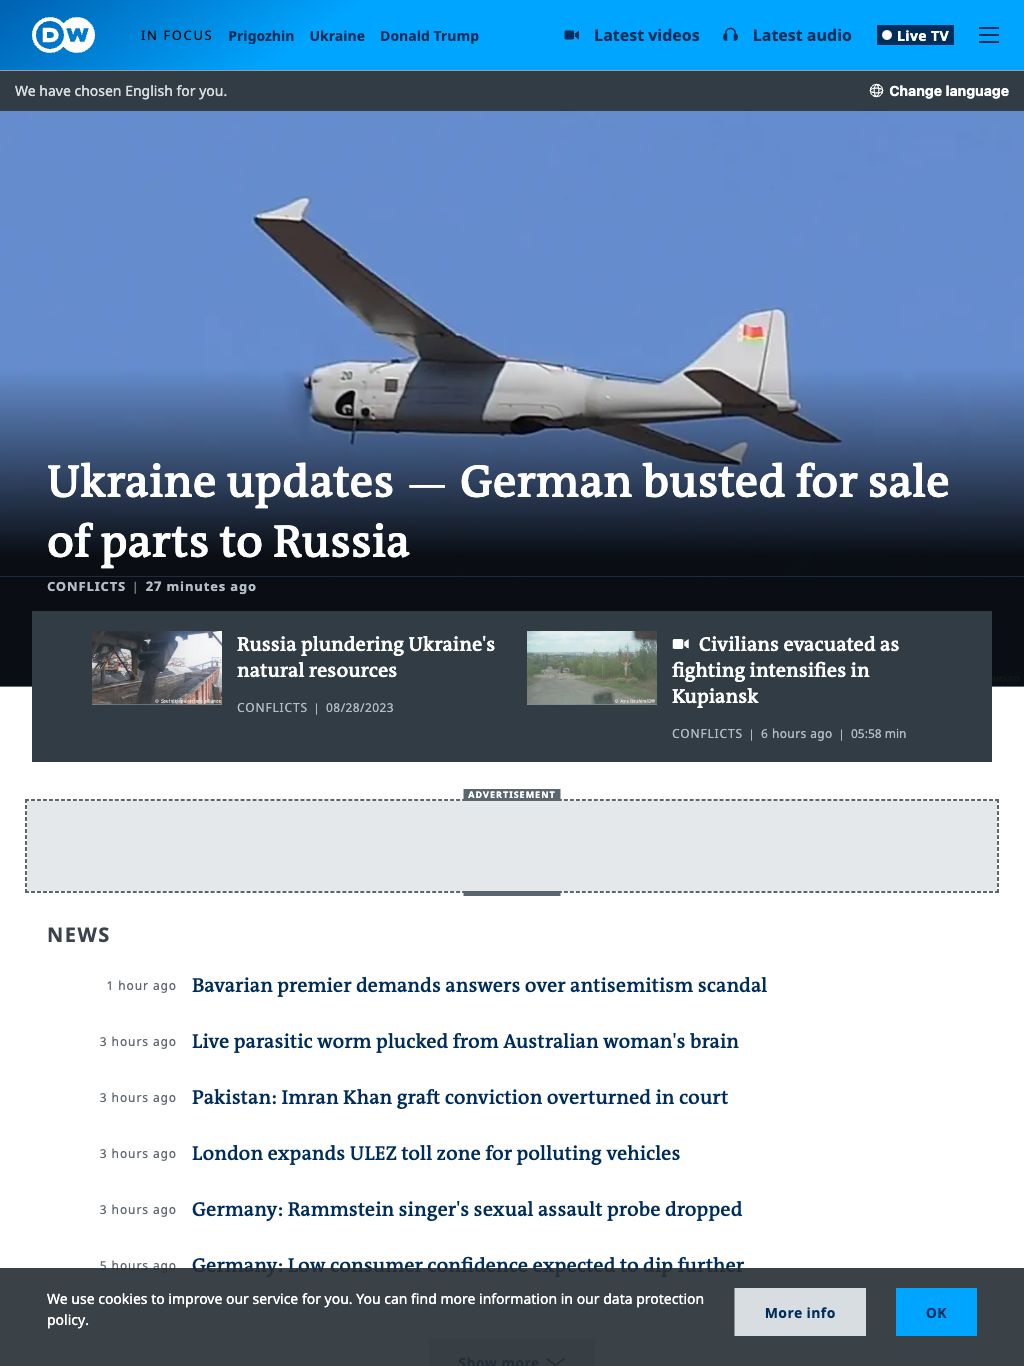 DW
IN FOCUS Prigozhin Ukraine Donald Trump Latest videos Latest audio Live TV
We have chosen English for you. Change language
20
Ukraine updates — German busted for sale
of parts to Russia
CONFLICTS | 27 minutes ago
Russia plundering Ukraine's
natural resources
CONFLICTS | 08/28/2023
Civilians evacuated as
fighting intensifies in
Kupiansk
CONFLICTS | 6 hours ago | 05:58 min
ADVERTISEMENT
NEWS
1 hour ago Bavarian premier demands answers over antisemitism scandal
3 hours ago Live parasitic worm plucked from Australian woman's brain
3 hours ago Pakistan: Imran Khan graft conviction overturned in court
3 hours ago London expands ULEZ toll zone for polluting vehicles
3 hours ago Germany: Rammstein singer's sexual assault probe dropped
5 hours ago Germany: Low consumer confidence expected to dip further
We use cookies to improve our service for you. You can find more information in our data protection
policy.
More info OK
Show more